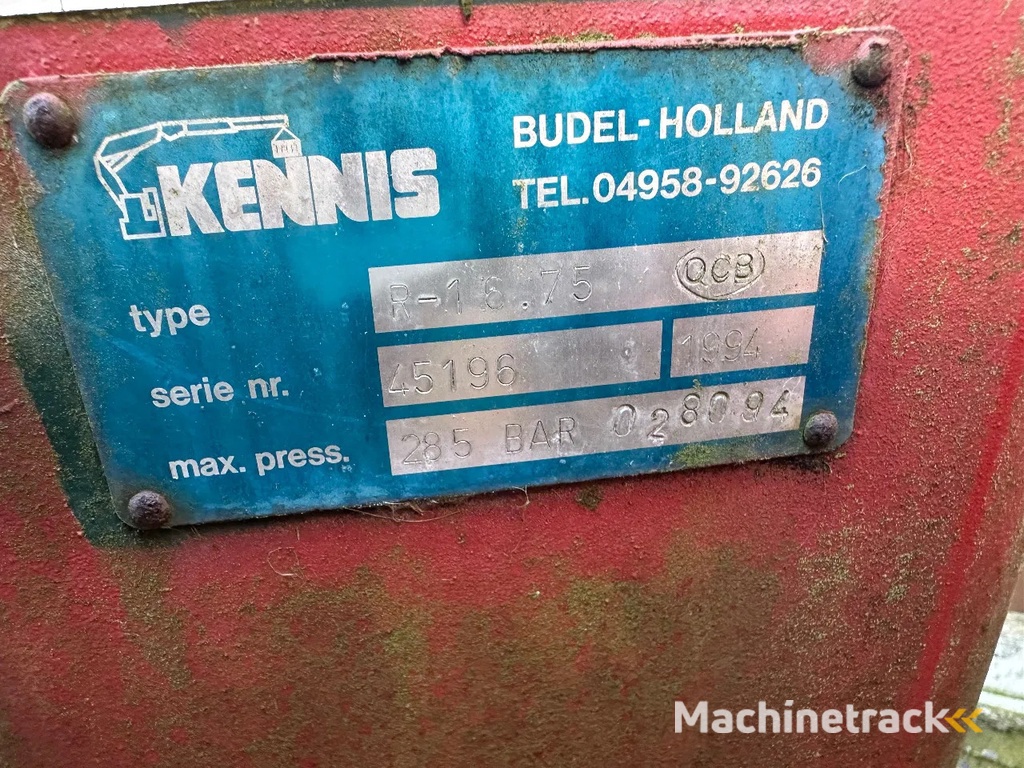 KENNIS
BUDEL-HOLLAND
TEL. 04958-92626
type R-16.75 QCB
serie nr. 45196 1994
max. press. 285 BAR 028094
Machinetrack